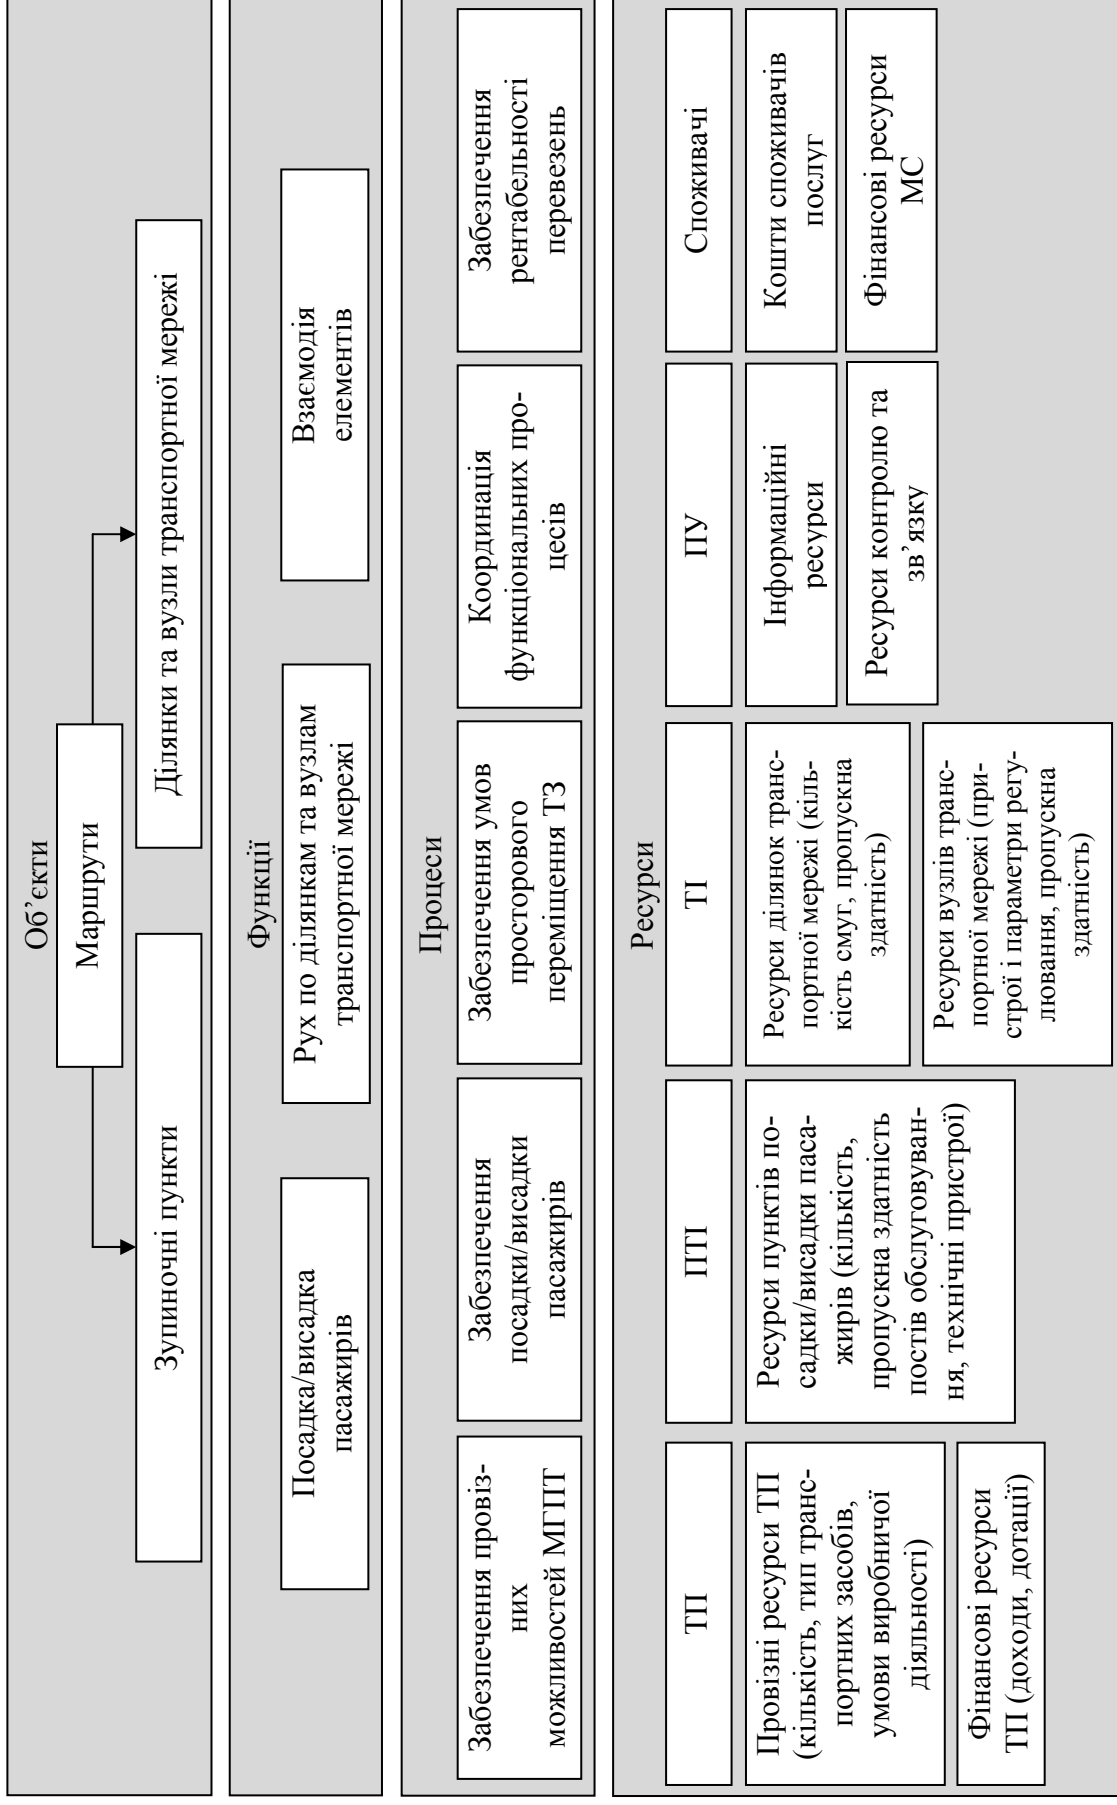 Об’єкти
Маршрути
Зупиночні пункти
Ділянки та вузли транспортної мережі
Функції
Посадка/висадка
пасажирів
Рух по ділянкам та вузлам
транспортної мережі
Взаємодія
елементів
Процеси
Забезпечення провіз-
них
можливостей МГПТ
Забезпечення
посадки/висадки
пасажирів
Забезпечення умов
просторового
переміщення ТЗ
Координація
функціональних про-
цесів
Забезпечення
рентабельності
перевезень
Ресурси
ТП
ПТІ
ТІ
ПУ
Споживачі
Провізні ресурси ТП
(кількість, тип транс-
портних засобів,
умови виробничої
діяльності)
Фінансові ресурси
ТП (доходи, дотації)
Ресурси пунктів по-
садки/висадки паса-
жирів (кількість,
пропускна здатність
постів обслуговуван-
ня, технічні пристрої)
Ресурси ділянок транс-
портної мережі (кіль-
кість смуг, пропускна
здатність)
Ресурси вузлів транс-
портної мережі (при-
строї і параметри регу-
лювання, пропускна
здатність)
Інформаційні
ресурси
Ресурси контролю та
зв’язку
Кошти споживачів
послуг
Фінансові ресурси
МС